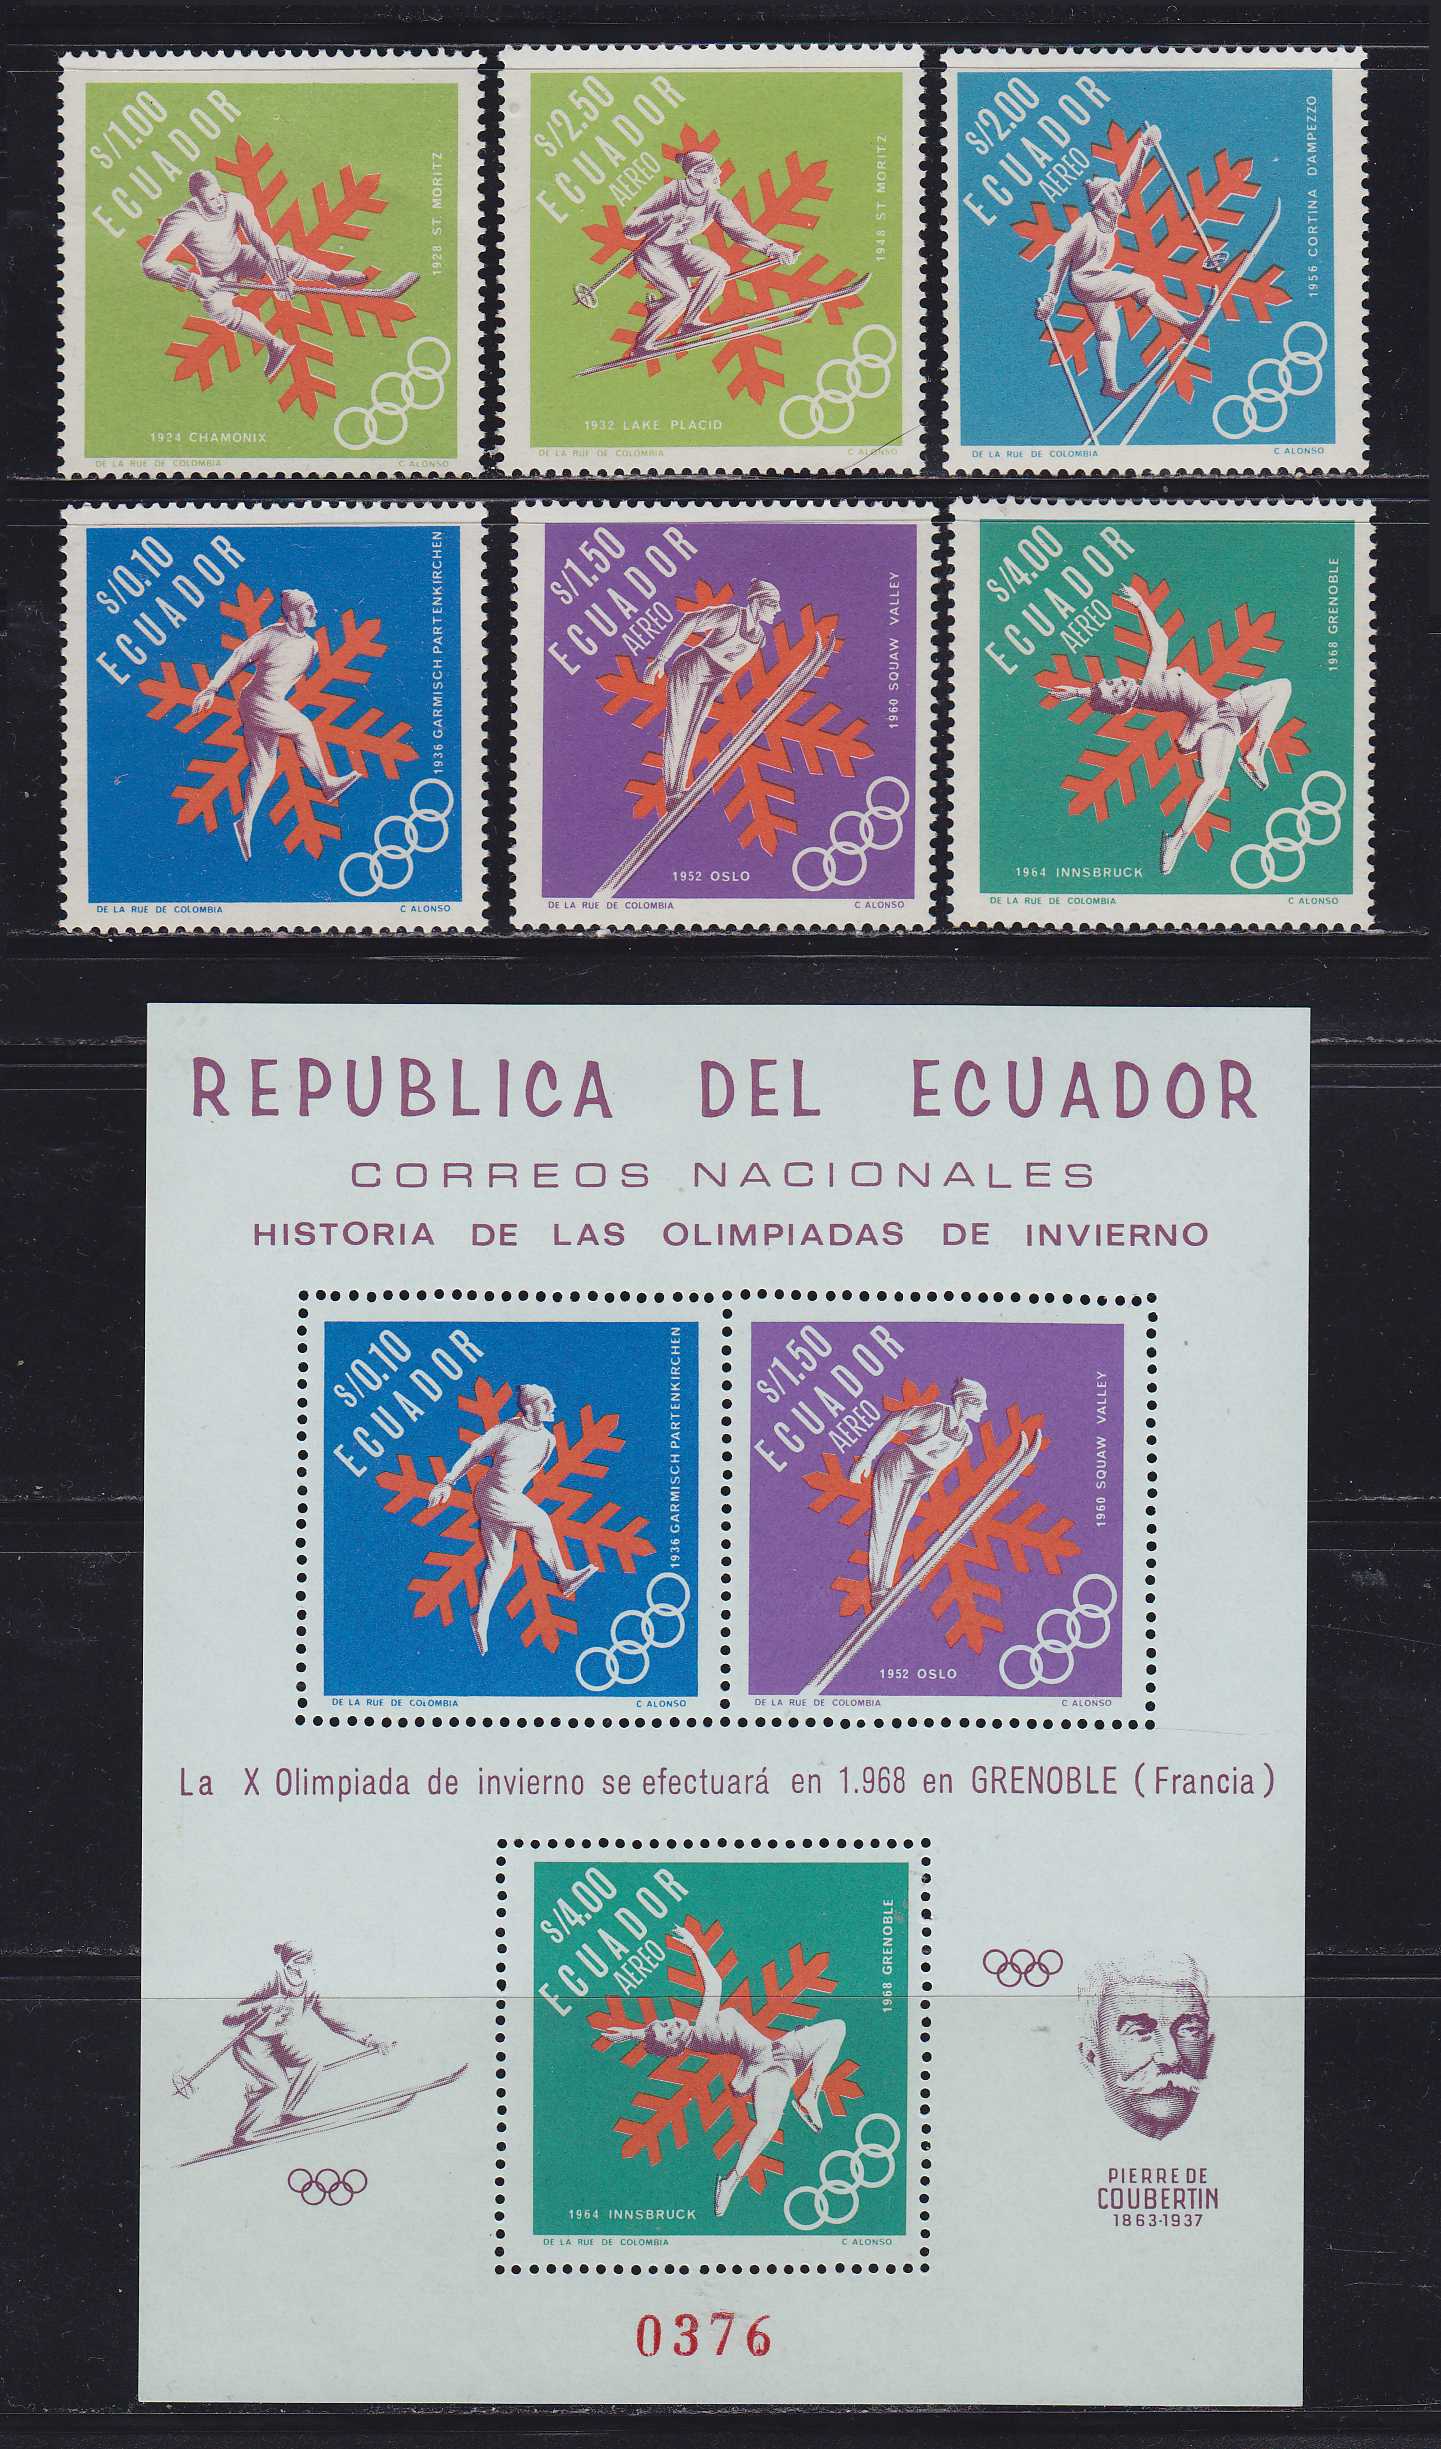 S/1.00
ECUADOR
1928 ST. MORITZ
1924 CHAMONIX
DE LA RUE DE COLOMBIA C ALONSO
S/2.50
ECUADOR
AEREO
1948 ST MORITZ
1932 LAKE PLACID
DE LA RUE DE COLOMBIA C ALONSO
S/2.00
ECUADOR
AEREO
1956 CORTINA D'AMPEZZO
DE LA RUE DE COLOMBIA C. ALONSO
S/0.10
ECUADOR
1936 GARMISCH PARTENKIRCHEN
DE LA RUE DE COLOMBIA C ALONSO
S/1.50
ECUADOR
AEREO
1960 SQUAW VALLEY
1952 OSLO
DE LA RUE DE COLOMBIA C ALONSO
S/4.00
ECUADOR
AEREO
1968 GRENOBLE
1964 INNSBRUCK
DE LA RUE DE COLOMBIA C ALONSO
REPUBLICA DEL ECUADOR
CORREOS NACIONALES
HISTORIA DE LAS OLIMPIADAS DE INVIERNO
S/0.10
ECUADOR
1936 GARMISCH PARTENKIRCHEN
DE LA RUE DE COLOMBIA C ALONSO
S/1.50
ECUADOR
AEREO
1960 SQUAW VALLEY
1952 OSLO
DE LA RUE DE COLOMBIA C ALONSO
La X Olimpiada de invierno se efectuará en 1.968 en GRENOBLE (Francia)
S/4.00
ECUADOR
AEREO
1968 GRENOBLE
1964 INNSBRUCK
DE LA RUE DE COLOMBIA C ALONSO
PIERRE DE
COUBERTIN
1863-1937
0376